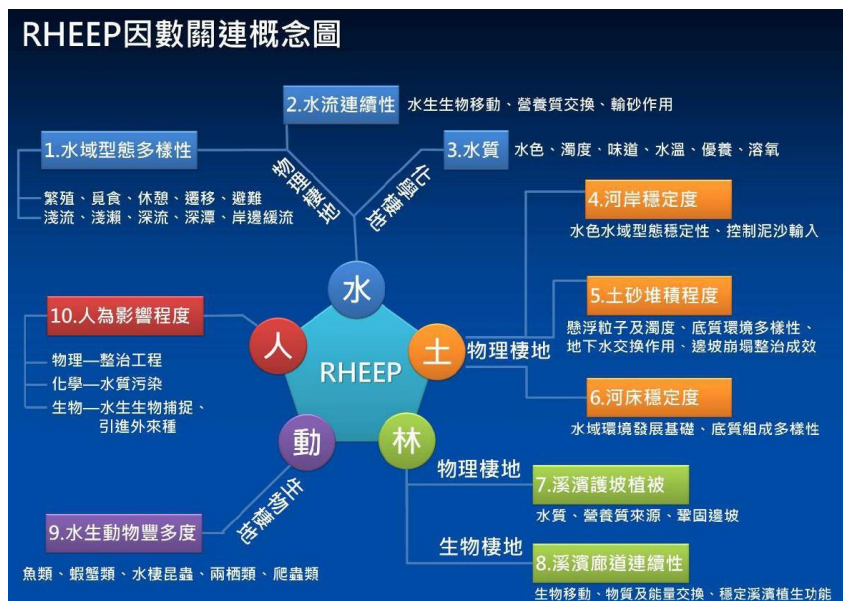 RHEEP因數關連概念圖
2.水流連續性
水生生物移動、營養質交換、輸砂作用
1.水域型態多樣性
繁殖、覓食、休憩、遷移、避難
淺流、淺瀨、深流、深潭、岸邊緩流
物理棲地
化學棲地
3.水質
水色、濁度、味道、水溫、優養、溶氧
4.河岸穩定度
水色水域型態穩定性、控制泥沙輸入
5.土砂堆積程度
懸浮粒子及濁度、底質環境多樣性、
地下水交換作用、邊坡崩塌整治成效
6.河床穩定度
水域環境發展基礎、底質組成多樣性
物理棲地
水
土
林
動
人
RHEEP
10.人為影響程度
物理—整治工程
化學—水質污染
生物—水生生物捕捉、
引進外來種
物理棲地
7.溪濱護坡植被
水質、營養質來源、鞏固邊坡
生物棲地
8.溪濱廊道連續性
生物移動、物質及能量交換、穩定溪濱植生功能
生物棲地
9.水生動物豐多度
魚類、蝦蟹類、水棲昆蟲、兩栖類、爬蟲類